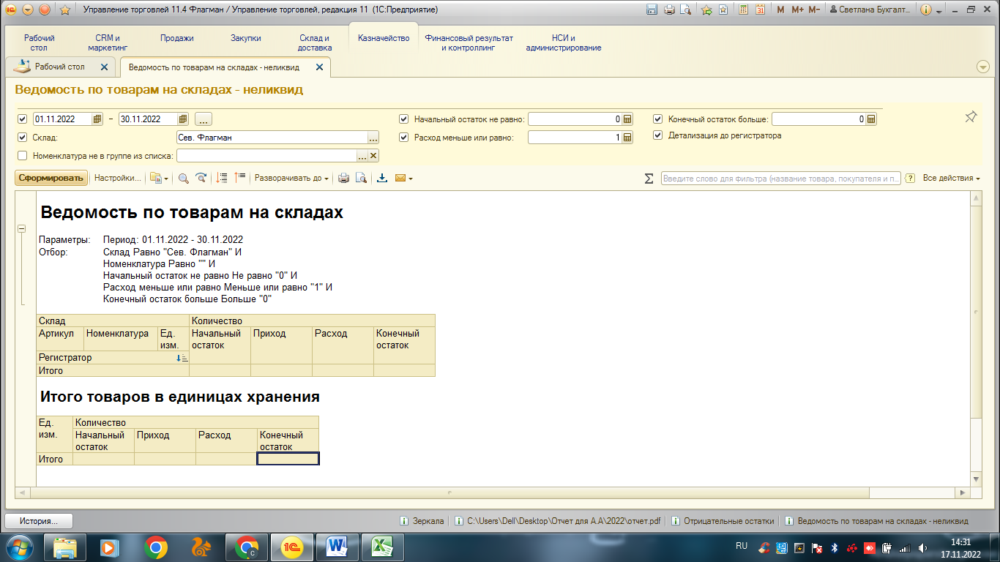 Управление торговлей 11.4 Флагман / Управление торговлей, редакция 11 (1С:Предприятие)
M M+ M-
Светлана Бухгалт...
Рабочий стол
CRM и маркетинг
Продажи
Закупки
Склад и доставка
Казначейство
Финансовый результат и контроллинг
НСИ и администрирование
Рабочий стол
Ведомость по товарам на складах - неликвид
Ведомость по товарам на складах - неликвид
01.11.2022 – 30.11.2022 ...
Начальный остаток не равно: 0
Конечный остаток больше: 0
Склад: Сев. Флагман ...
Расход меньше или равно: 1
Детализация до регистратора
Номенклатура не в группе из списка: ...
Сформировать Настройки... Разворачивать до
Σ Введите слово для фильтра (название товара, покупателя и п... ? Все действия
Ведомость по товарам на складах
Параметры: Период: 01.11.2022 - 30.11.2022
Отбор: Склад Равно "Сев. Флагман" И
Номенклатура Равно "" И
Начальный остаток не равно Не равно "0" И
Расход меньше или равно Меньше или равно "1" И
Конечный остаток больше Больше "0"
Склад Количество
Артикул Номенклатура Ед. изм. Начальный остаток Приход Расход Конечный остаток
Регистратор
Итого
Итого товаров в единицах хранения
Ед. изм. Количество
Начальный остаток Приход Расход Конечный остаток
Итого
История...
Зеркала
C:\Users\Dell\Desktop\Отчет для А.А\2022\отчет.pdf
Отрицательные остатки
Ведомость по товарам на складах - неликвид
RU
14:31
17.11.2022